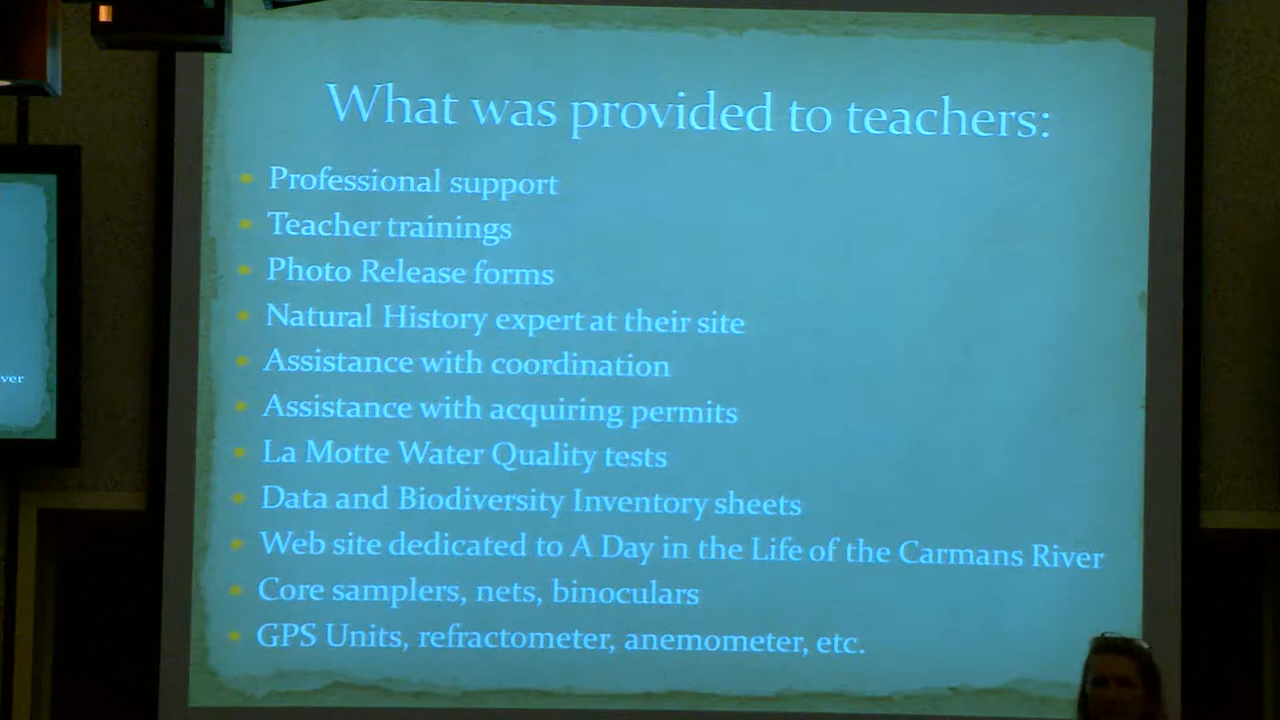 What was provided to teachers:
Professional support
Teacher trainings
Photo Release forms
Natural History expert at their site
Assistance with coordination
Assistance with acquiring permits
La Motte Water Quality tests
Data and Biodiversity Inventory sheets
Web site dedicated to A Day in the Life of the Carmans River
Core samplers, nets, binoculars
GPS Units, refractometer, anemometer, etc.
ver